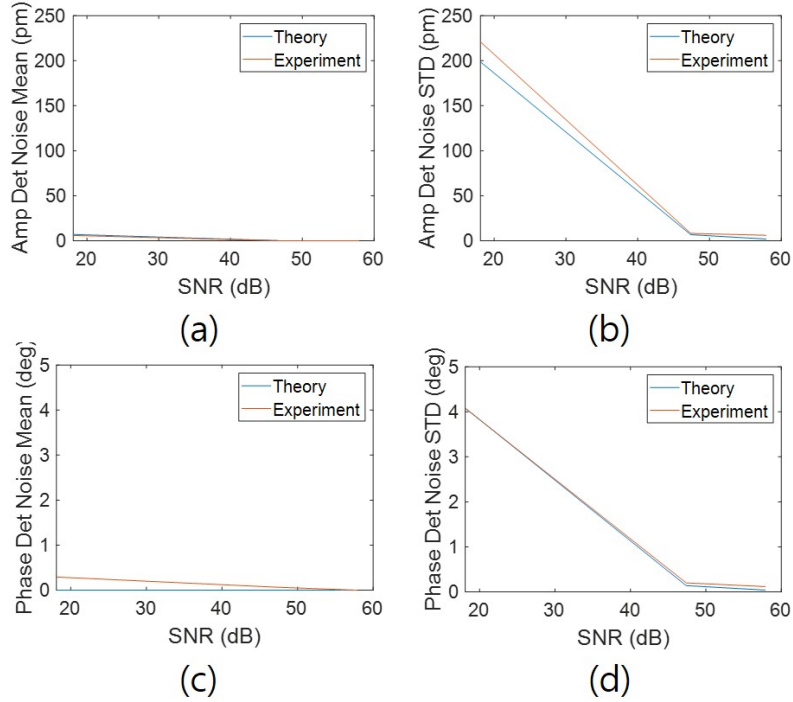 Amp Det Noise Mean (pm)
250
200
150
100
50
0
Theory
Experiment
20 30 40 50 60
SNR (dB)
(a)
Amp Det Noise STD (pm)
250
200
150
100
50
0
Theory
Experiment
20 30 40 50 60
SNR (dB)
(b)
Phase Det Noise Mean (deg)
5
4
3
2
1
0
Theory
Experiment
20 30 40 50 60
SNR (dB)
(c)
Phase Det Noise STD (deg)
5
4
3
2
1
0
Theory
Experiment
20 30 40 50 60
SNR (dB)
(d)